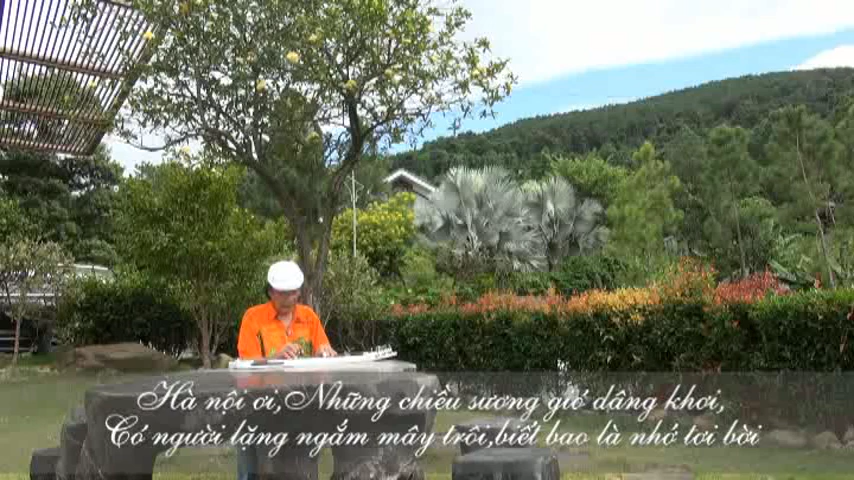 Hà nội ơi,Những chiều sương gió dâng khơi,
Có người lặng ngắm mây trôi,biết bao là nhớ tơi bời